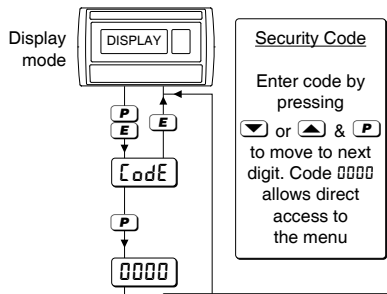 Display
mode
DISPLAY
P
E
E
CodE
P
0000
Security Code
Enter code by
pressing
or & P
to move to next
digit. Code 0000
allows direct
access to
the menu